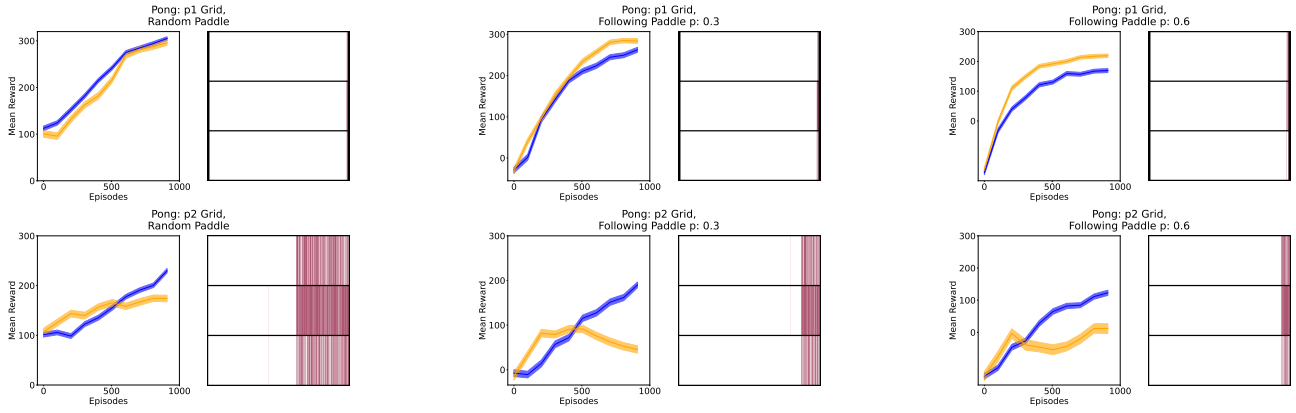 Pong: p1 Grid,
Random Paddle
300
200
100
0
Mean Reward
0
500
1000
Episodes
Pong: p1 Grid,
Following Paddle p: 0.3
300
200
100
0
Mean Reward
0
500
1000
Episodes
Pong: p1 Grid,
Following Paddle p: 0.6
300
200
150
100
0
Mean Reward
0
500
1000
Episodes
Pong: p2 Grid,
Random Paddle
300
200
100
0
Mean Reward
0
500
1000
Episodes
Pong: p2 Grid,
Following Paddle p: 0.3
300
200
100
0
Mean Reward
0
500
1000
Episodes
Pong: p2 Grid,
Following Paddle p: 0.6
300
200
100
0
Mean Reward
0
500
1000
Episodes